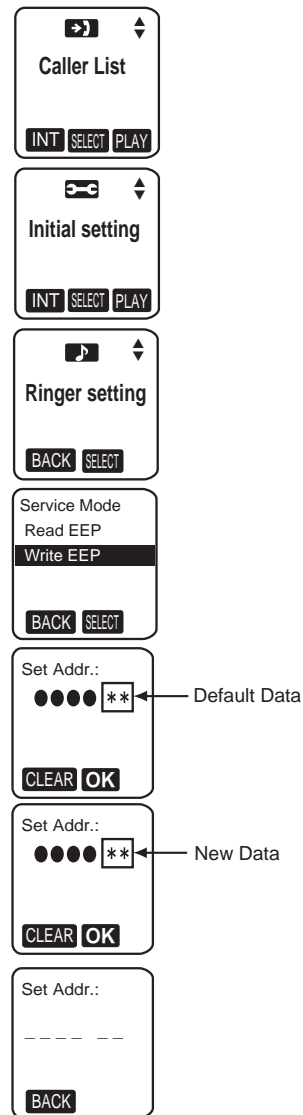 Caller List
INT SELECT PLAY
Initial setting
INT SELECT PLAY
Ringer setting
BACK SELECT
Service Mode
Read EEP
Write EEP
BACK SELECT
Set Addr.:
●●●● ** Default Data
CLEAR OK
Set Addr.:
●●●● ** New Data
CLEAR OK
Set Addr.:
_ _ _ _ _ _
BACK